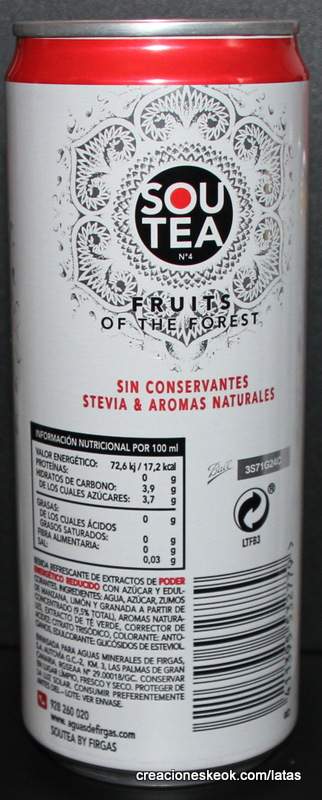 SOU
TEA
Nº4
FRUITS
OF THE FOREST
SIN CONSERVANTES
STEVIA & AROMAS NATURALES
INFORMACIÓN NUTRICIONAL POR 100 ml
VALOR ENERGÉTICO: 72,6 kj / 17,2 kcal
PROTEÍNAS: 0 g
HIDRATOS DE CARBONO: 3,9 g
DE LOS CUALES AZÚCARES: 3,7 g
GRASAS: 0 g
DE LOS CUALES ÁCIDOS
GRASOS SATURADOS: 0 g
FIBRA ALIMENTARIA: 0 g
SAL: 0,03 g
Ball
3S71G24C
®
LTFB3
BEBIDA REFRESCANTE DE EXTRACTOS DE PODER
ENERGÉTICO REDUCIDO CON AZÚCAR Y EDUL-
CORANTES. INGREDIENTES: AGUA, AZÚCAR, ZUMOS
DE MANZANA, LIMÓN Y GRANADA A PARTIR DE
CONCENTRADO (9,5% TOTAL), AROMAS NATURA-
LES, EXTRACTO DE TÉ VERDE, CORRECTOR DE
ACIDEZ: CITRATO TRISÓDICO, COLORANTE: ANTO-
CIANOS, EDULCORANTE: GLICÓSIDOS DE ESTEVIOL.
ENVASADA PARA AGUAS MINERALES DE FIRGAS,
S.A. AUTOVÍA G.C.-2, KM. 3, LAS PALMAS DE GRAN
CANARIA. RGSEAA Nº 29.00018/GC. CONSERVAR
EN LUGAR LIMPIO, FRESCO Y SECO. PROTEGER DE
LA LUZ SOLAR. CONSUMIR PREFERENTEMENTE
ANTES DEL - LOTE: VER ENVASE.
928 260 020
www.aguasdefirgas.com
SOUTEA BY FIRGAS
creacioneskeok.com/latas